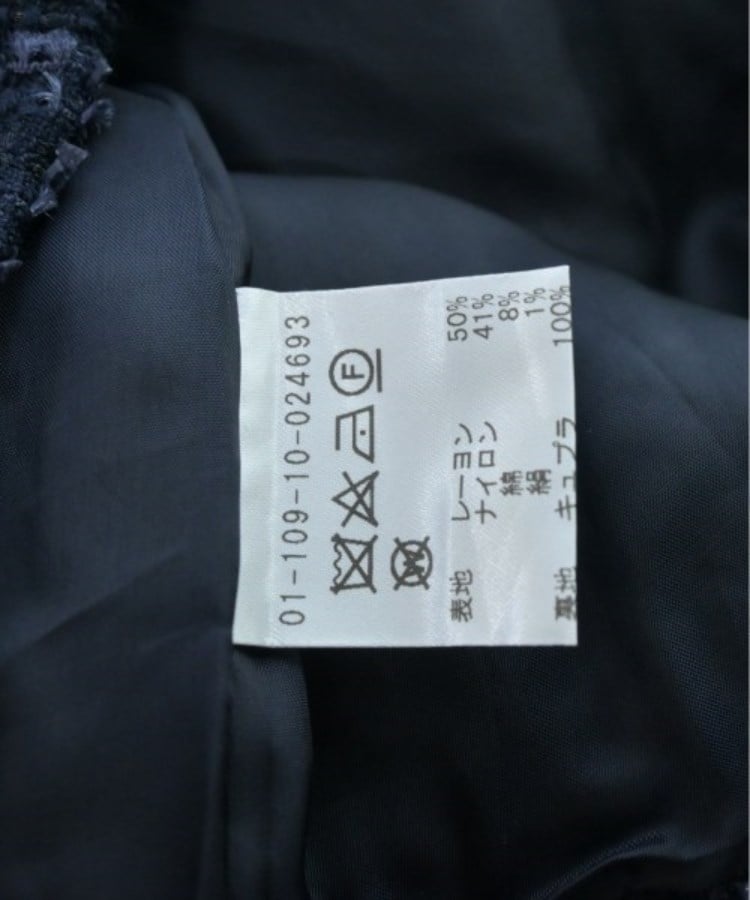 01-109-10-024693
F
W
表地 レーヨン 50%
ナイロン 41%
綿 8%
絹 1%
裏地 キュプラ 100%